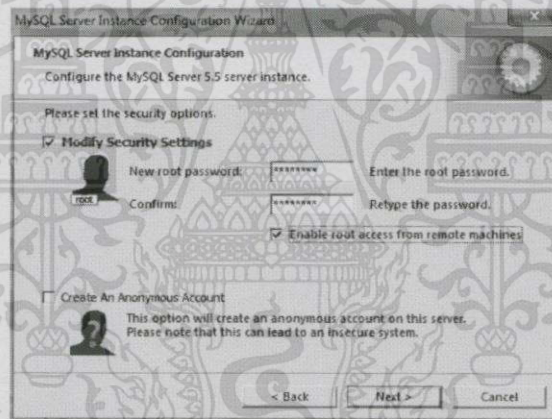 MySQL Server Instance Configuration Wizard
MySQL Server Instance Configuration
Configure the MySQL Server 5.5 server instance.
Please set the security options.
Modify Security Settings
root
New root password: ******** Enter the root password.
Confirm: ******** Retype the password.
Enable root access from remote machines
Create An Anonymous Account
This option will create an anonymous account on this server.
Please note that this can lead to an insecure system.
< Back Next > Cancel